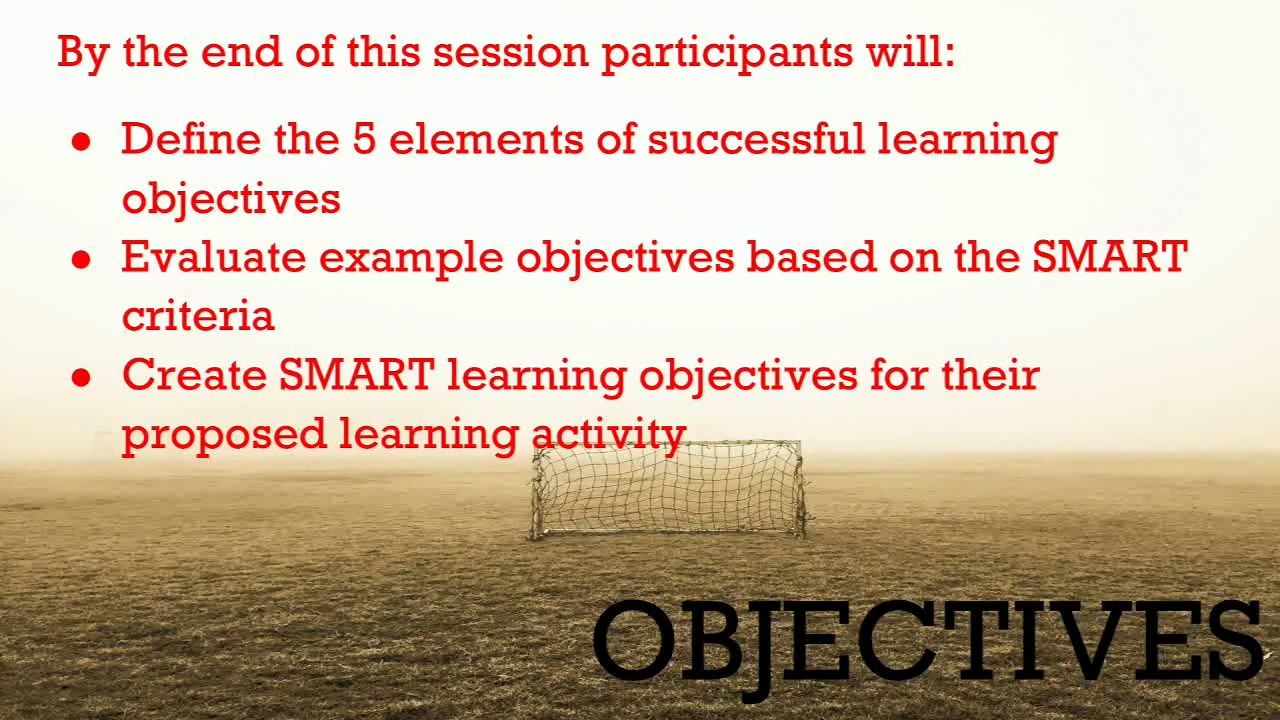 By the end of this session participants will:
● Define the 5 elements of successful learning
objectives
● Evaluate example objectives based on the SMART
criteria
● Create SMART learning objectives for their
proposed learning activity
OBJECTIVES